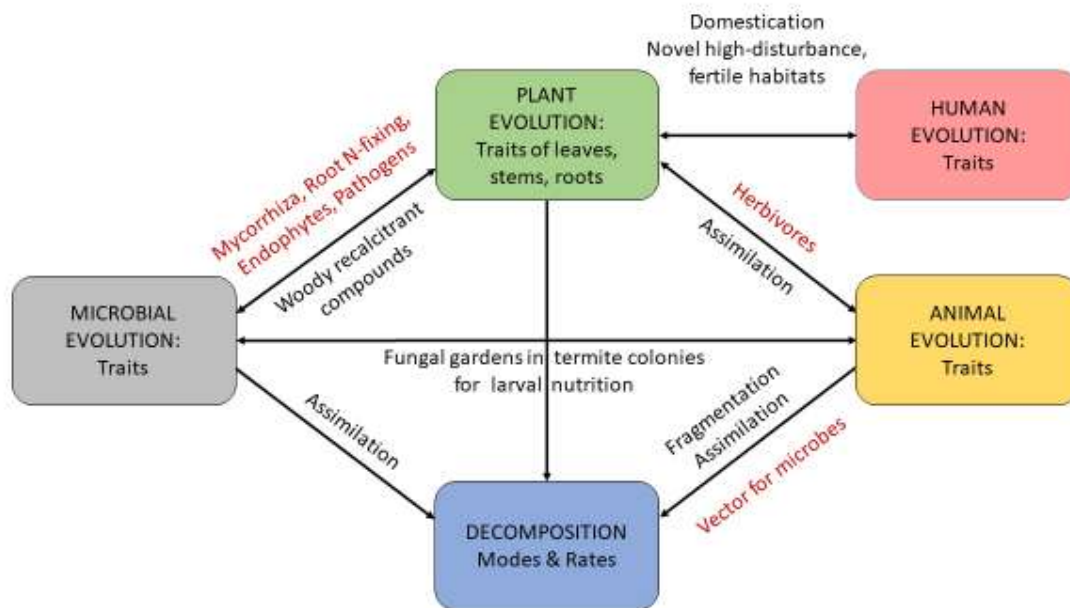 Domestication
Novel high-disturbance,
fertile habitats
PLANT
EVOLUTION:
Traits of leaves,
stems, roots
HUMAN
EVOLUTION:
Traits
Mycorrhiza, Root N-fixing,
Endophytes, Pathogens
Woody recalcitrant
compounds
Herbivores
Assimilation
MICROBIAL
EVOLUTION:
Traits
ANIMAL
EVOLUTION:
Traits
Fungal gardens in termite colonies
for larval nutrition
Assimilation
Fragmentation
Assimilation
Vector for microbes
DECOMPOSITION
Modes & Rates